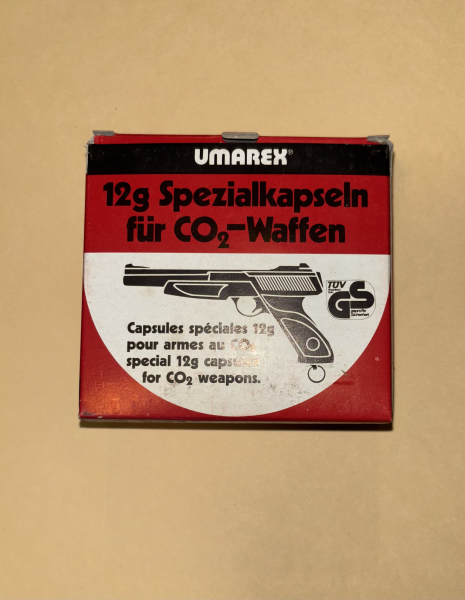 UMAREX®
12g Spezialkapseln
für CO₂-Waffen
TÜV
GS
Capsules spéciales 12g
pour armes au CO₂
special 12g
for CO₂ weapons.